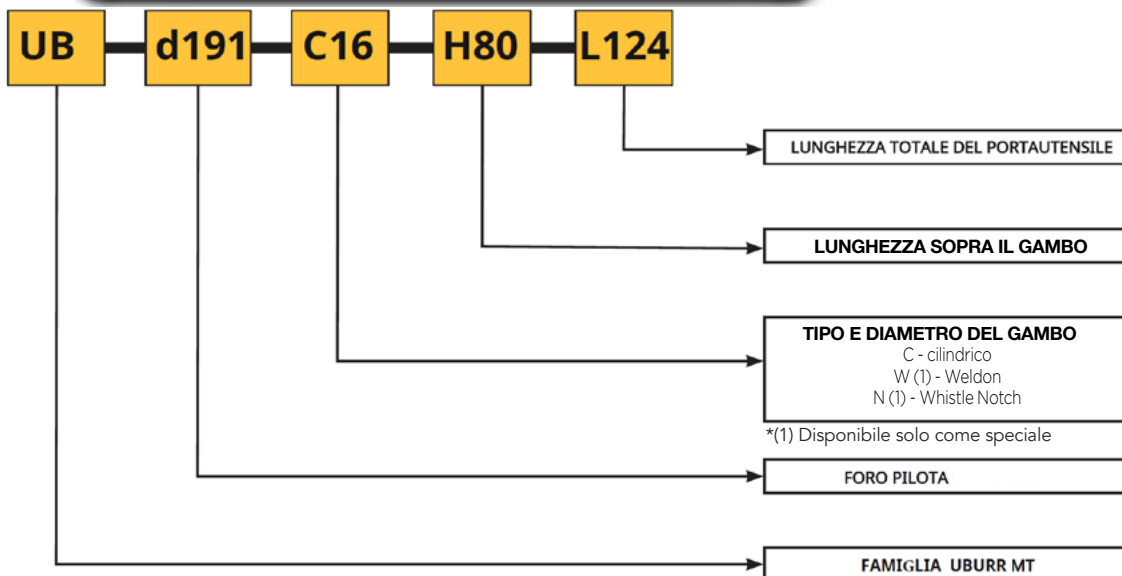 UB d191 C16 H80 L124
LUNGHEZZA TOTALE DEL PORTAUTENSILE
LUNGHEZZA SOPRA IL GAMBO
TIPO E DIAMETRO DEL GAMBO
C - cilindrico
W (1) - Weldon
N (1) - Whistle Notch
*(1) Disponibile solo come speciale
FORO PILOTA
FAMIGLIA UBURR MT